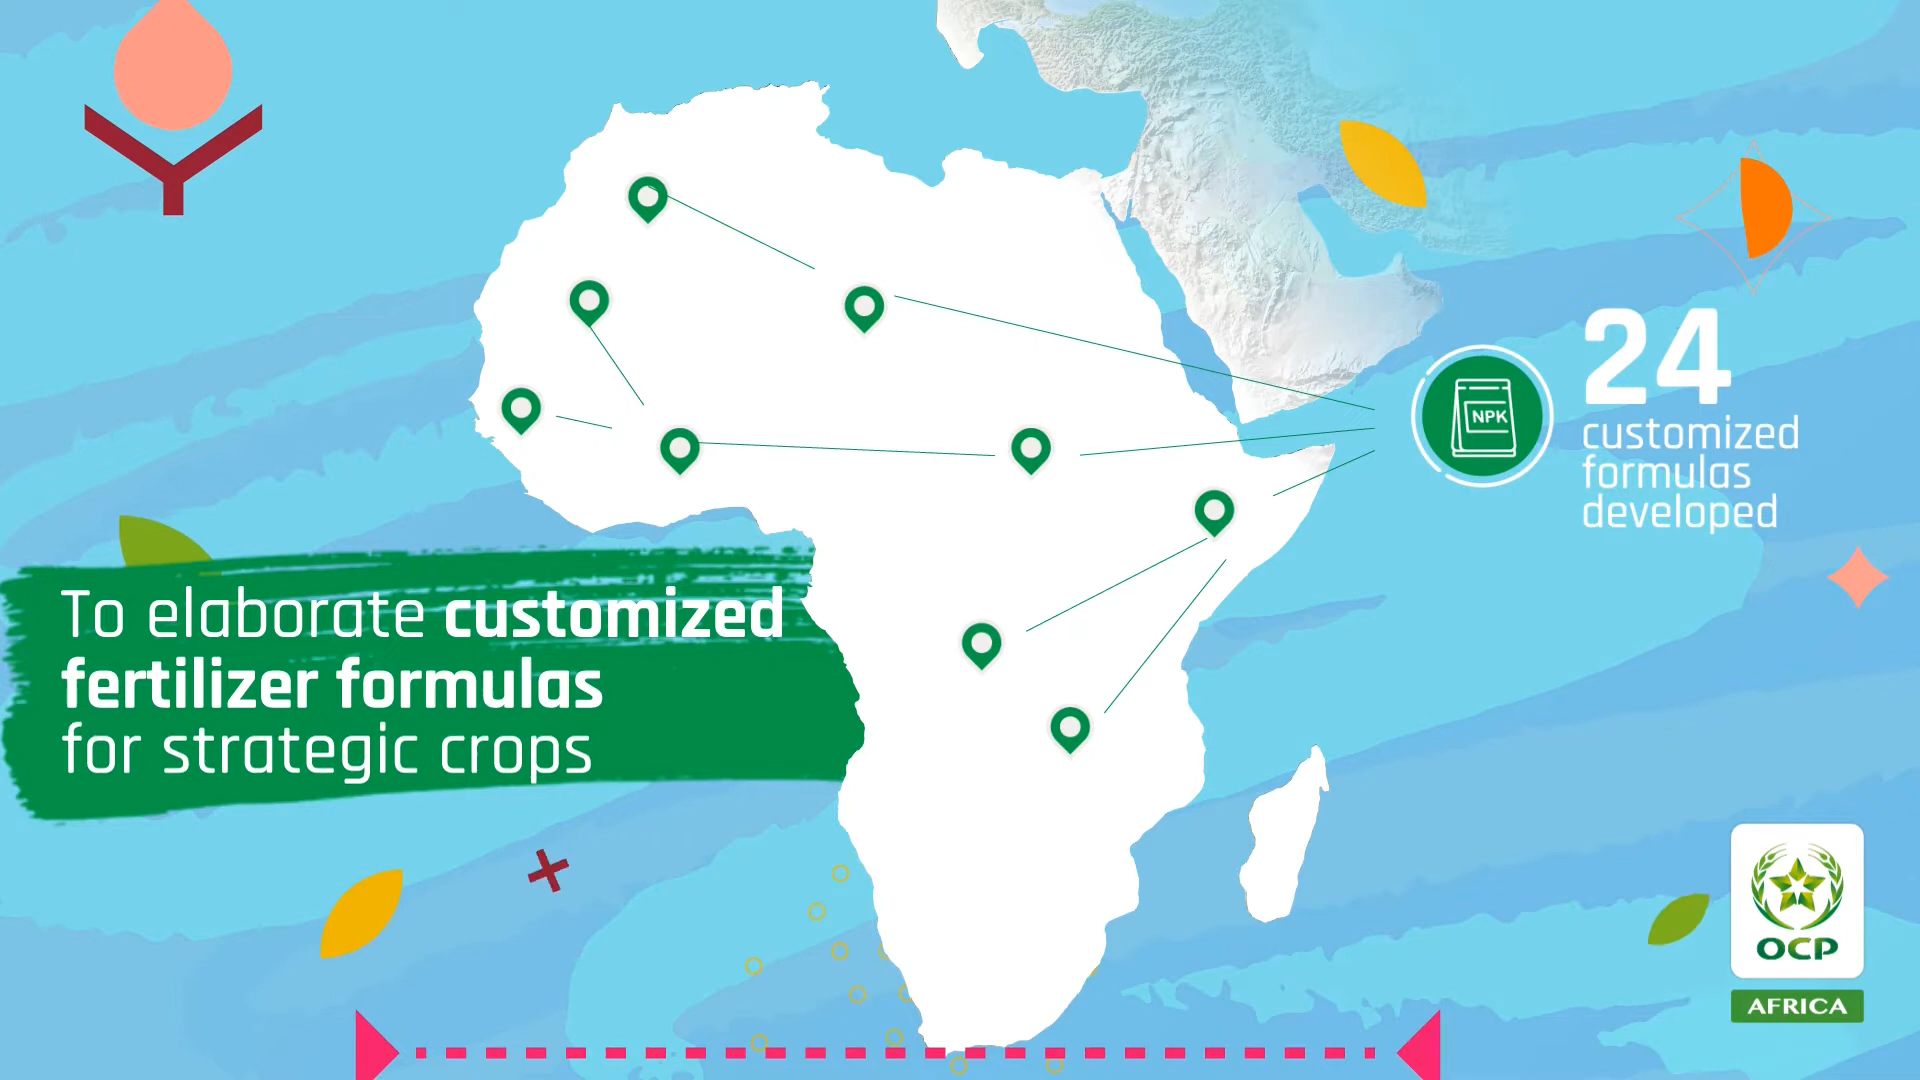 To elaborate customized
fertilizer formulas
for strategic crops
NPK
24
customized
formulas
developed
OCP
AFRICA